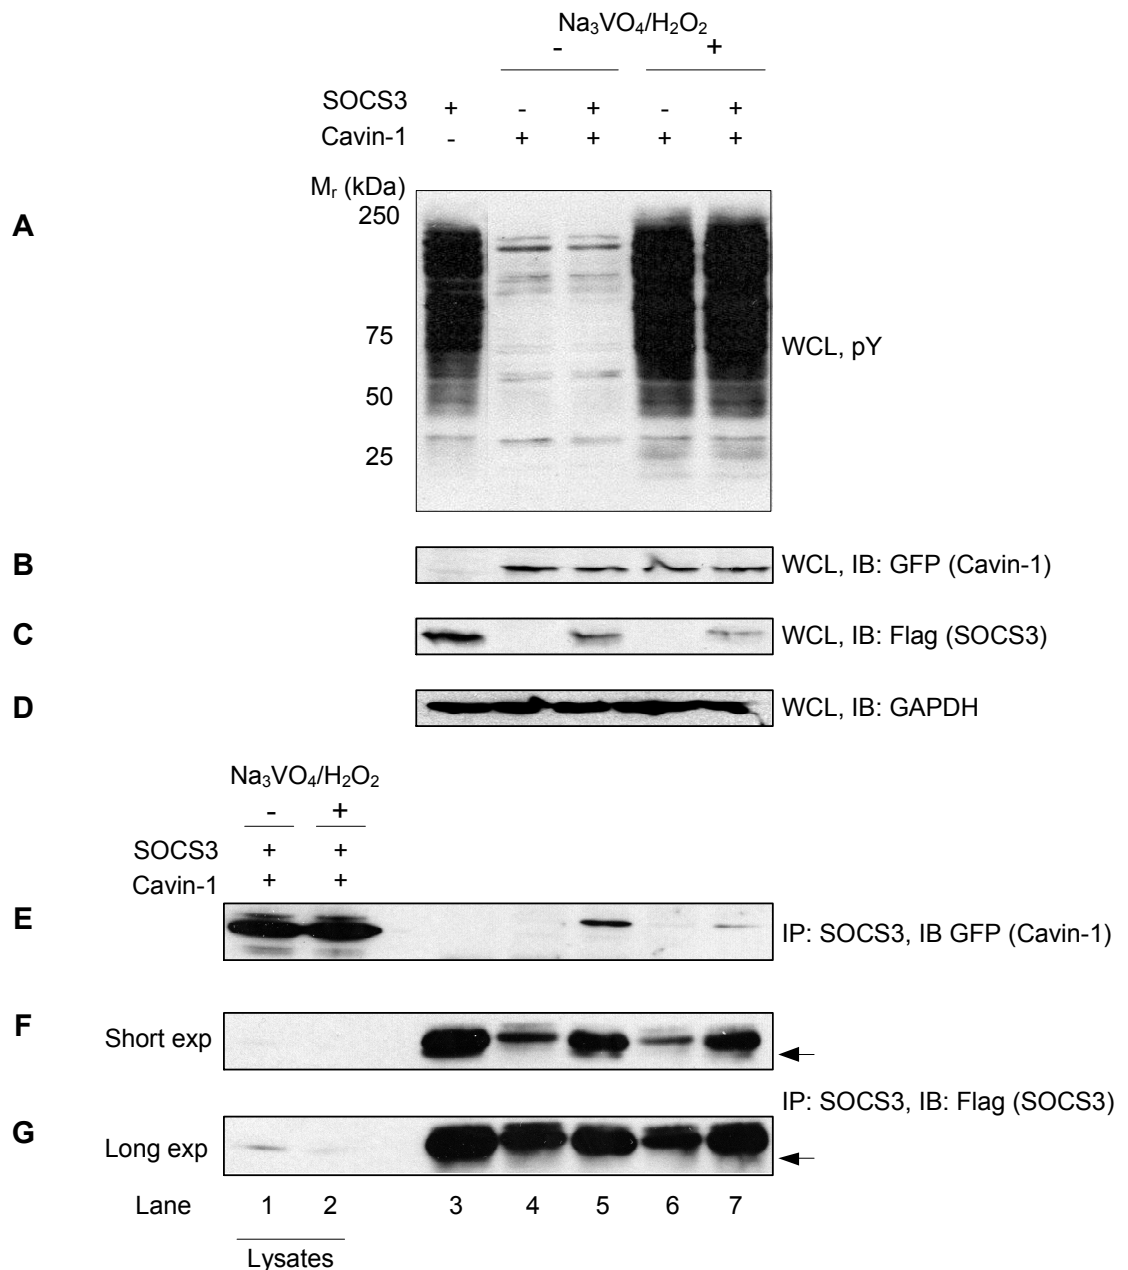 Na₃VO₄/H₂O₂
- +
SOCS3 + - + - +
Cavin-1 - + + + +
Mᵣ (kDa)
A
250
75
50
25
WCL, pY
B WCL, IB: GFP (Cavin-1)
C WCL, IB: Flag (SOCS3)
D WCL, IB: GAPDH
Na₃VO₄/H₂O₂
- +
SOCS3 + +
Cavin-1 + +
E IP: SOCS3, IB GFP (Cavin-1)
F Short exp
IP: SOCS3, IB: Flag (SOCS3)
G Long exp
Lane 1 2 3 4 5 6 7
Lysates